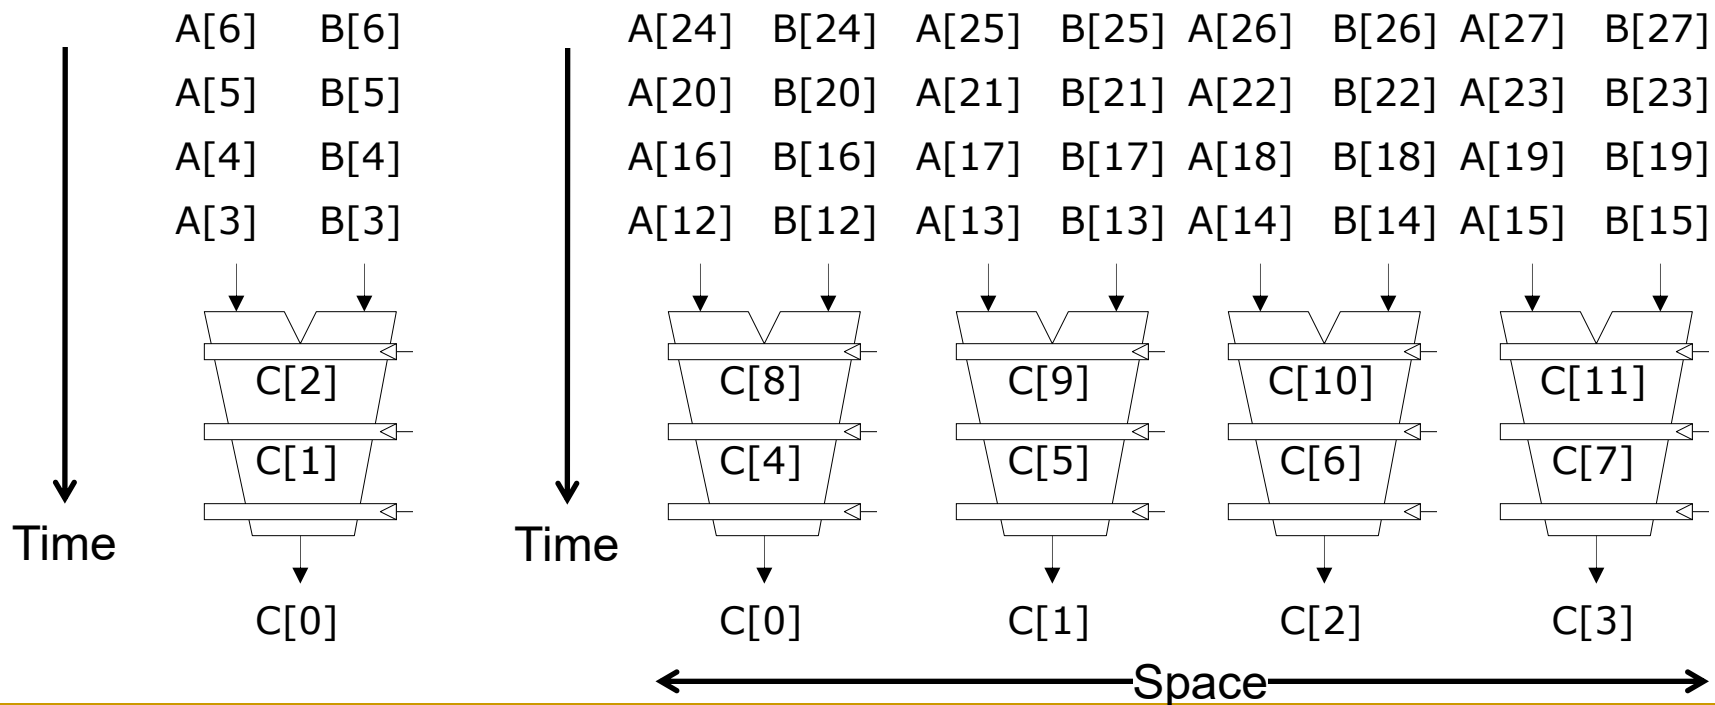 A[6] B[6] A[24] B[24] A[25] B[25] A[26] B[26] A[27] B[27]
A[5] B[5] A[20] B[20] A[21] B[21] A[22] B[22] A[23] B[23]
A[4] B[4] A[16] B[16] A[17] B[17] A[18] B[18] A[19] B[19]
A[3] B[3] A[12] B[12] A[13] B[13] A[14] B[14] A[15] B[15]
C[2] C[8] C[9] C[10] C[11]
C[1] C[4] C[5] C[6] C[7]
Time Time
C[0] C[0] C[1] C[2] C[3]
Space